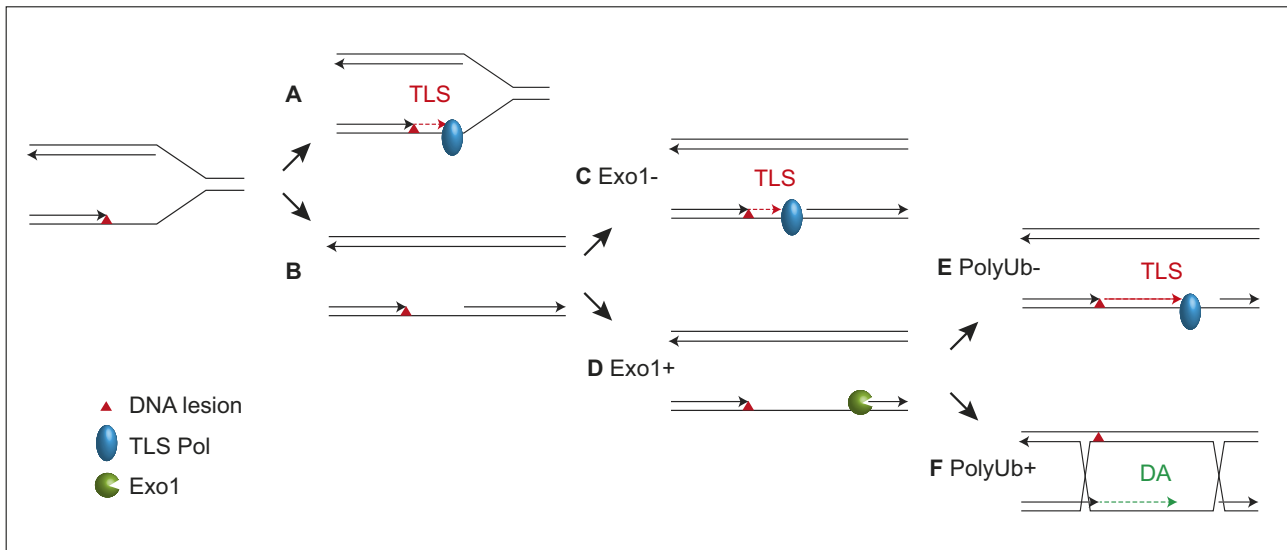 A
TLS
B
C Exo1-
TLS
D Exo1+
E PolyUb-
TLS
F PolyUb+
DA
DNA lesion
TLS Pol
Exo1